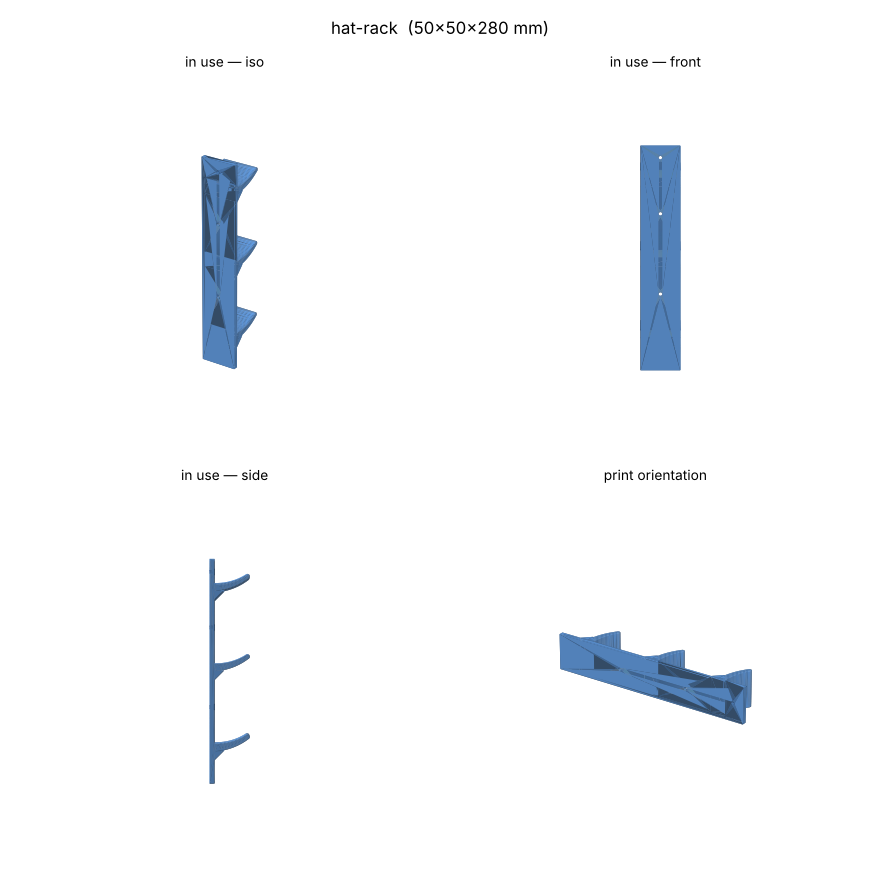 hat-rack (50×50×280 mm)
in use — iso
in use — front
in use — side
print orientation